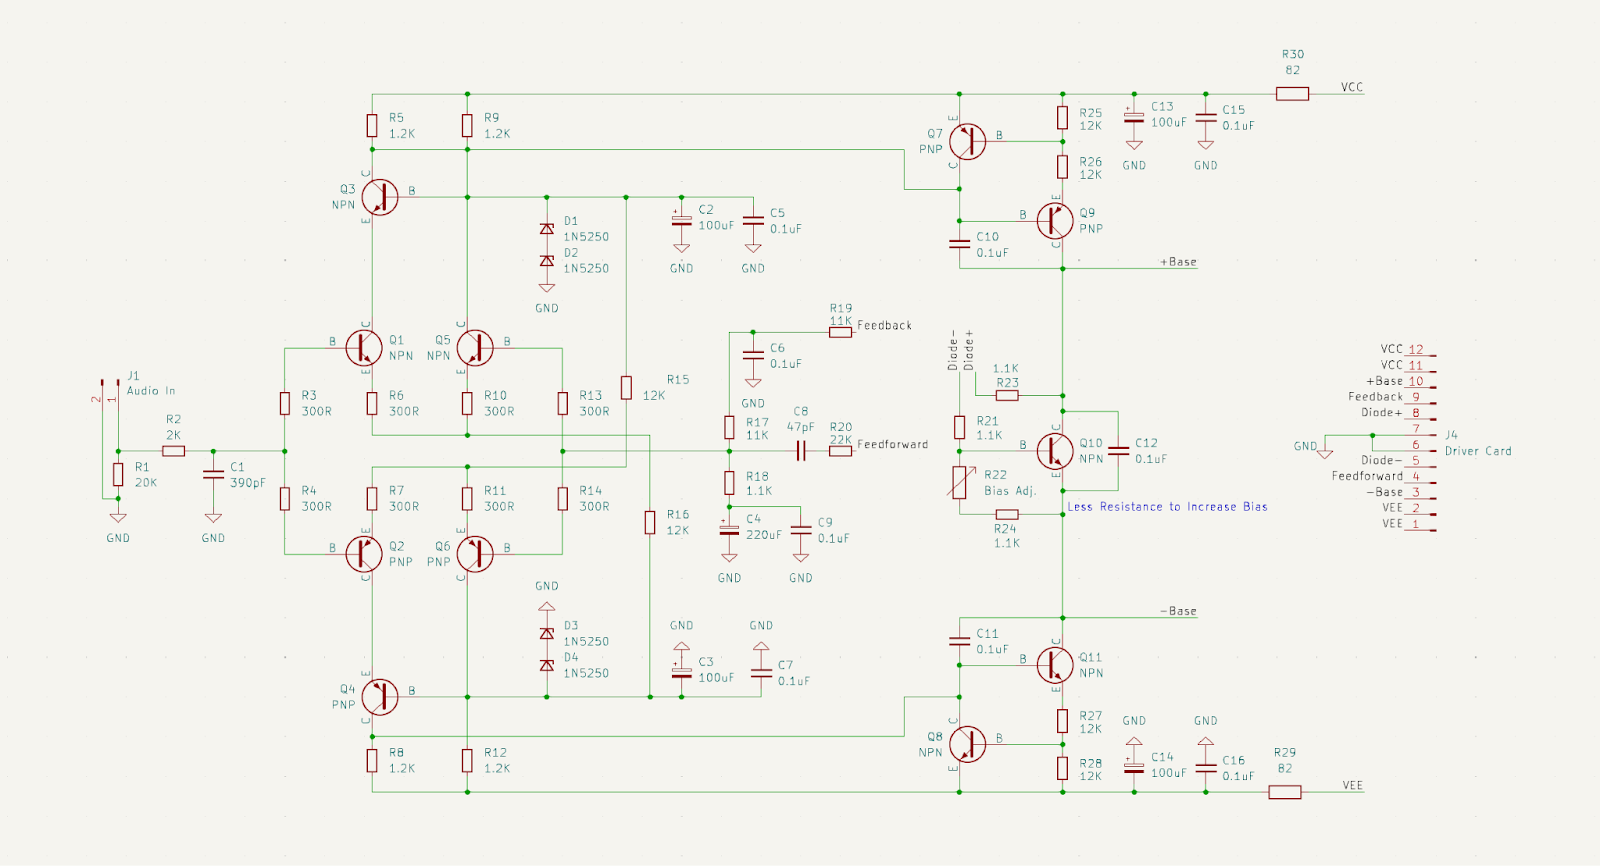 R30
82
VCC
R5
1.2K
R9
1.2K
E
Q7
PNP
B
C
R25
12K
R26
12K
C13
100uF
GND
C15
0.1uF
GND
C
Q3
NPN
B
E
D1
1N5250
D2
1N5250
GND
C2
100uF
GND
C5
0.1uF
GND
E
B
Q9
PNP
C
C10
0.1uF
+Base
R19
11K
Feedback
C6
0.1uF
GND
C
Q1
NPN
B
E
C
Q5
NPN
B
E
J1
Audio In
2
1
R3
300R
R6
300R
R10
300R
R13
300R
R15
12K
R2
2K
R1
20K
GND
C1
390pF
GND
R17
11K
C8
47pF
R20
22K
Feedforward
R18
1.1K
C4
220uF
GND
C9
0.1uF
GND
R4
300R
R7
300R
R11
300R
R14
300R
R16
12K
E
B
Q2
PNP
C
E
Q6
PNP
B
C
Diode-
Diode+
1.1K
R23
R21
1.1K
C
B
Q10
NPN
E
C12
0.1uF
R22
Bias Adj.
R24
1.1K
Less Resistance to Increase Bias
VCC 12
VCC 11
+Base 10
Feedback 9
Diode+ 8
7
GND
6
Diode- 5
Feedforward 4
-Base 3
VEE 2
VEE 1
J4
Driver Card
GND
D3
1N5250
D4
1N5250
GND
C3
100uF
GND
C7
0.1uF
-Base
C11
0.1uF
C
B
Q11
NPN
E
E
Q4
PNP
B
C
R8
1.2K
R12
1.2K
C
Q8
NPN
B
E
R27
12K
R28
12K
GND
C14
100uF
GND
C16
0.1uF
R29
82
VEE